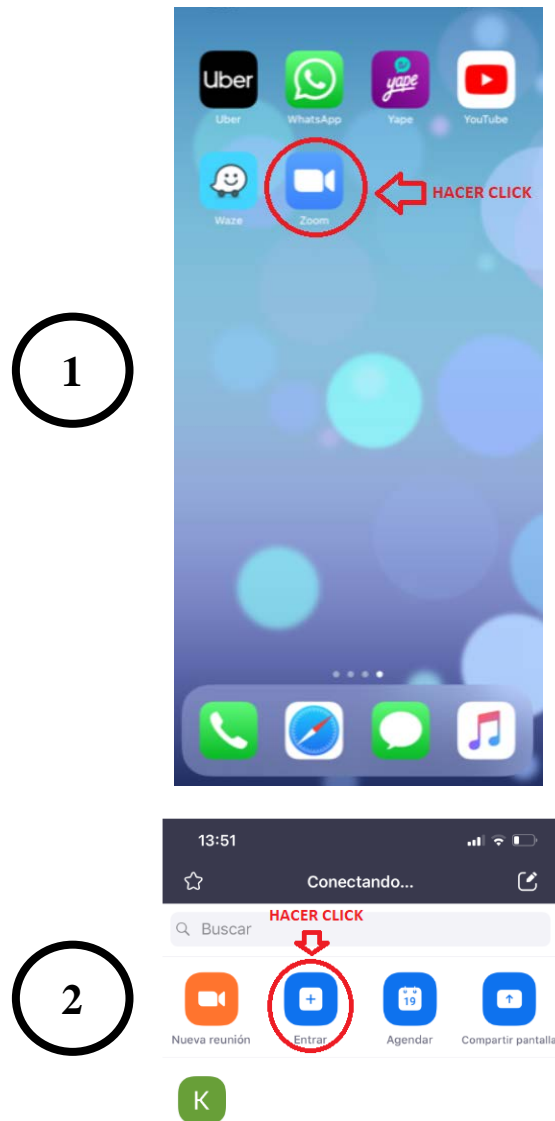 Uber
yape
Uber
WhatsApp
Yape
YouTube
HACER CLICK
Waze
Zoom
1
13:51
Conectando...
HACER CLICK
Buscar
2
19
Nueva reunión
Entrar
Agendar
Compartir pantalla
K